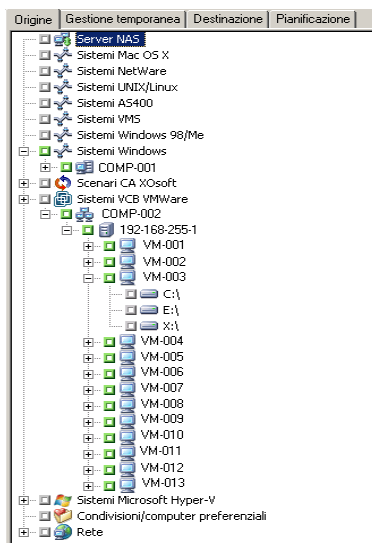 Origine Gestione temporanea Destinazione Pianificazione
Server NAS
Sistemi Mac OS X
Sistemi NetWare
Sistemi UNIX/Linux
Sistemi AS400
Sistemi VMS
Sistemi Windows 98/Me
Sistemi Windows
COMP-001
Scenari CA XOsoft
Sistemi VCB VMWare
COMP-002
192-168-255-1
VM-001
VM-002
VM-003
C:\
E:\
X:\
VM-004
VM-005
VM-006
VM-007
VM-008
VM-009
VM-010
VM-011
VM-012
VM-013
Sistemi Microsoft Hyper-V
Condivisioni/computer preferenziali
Rete